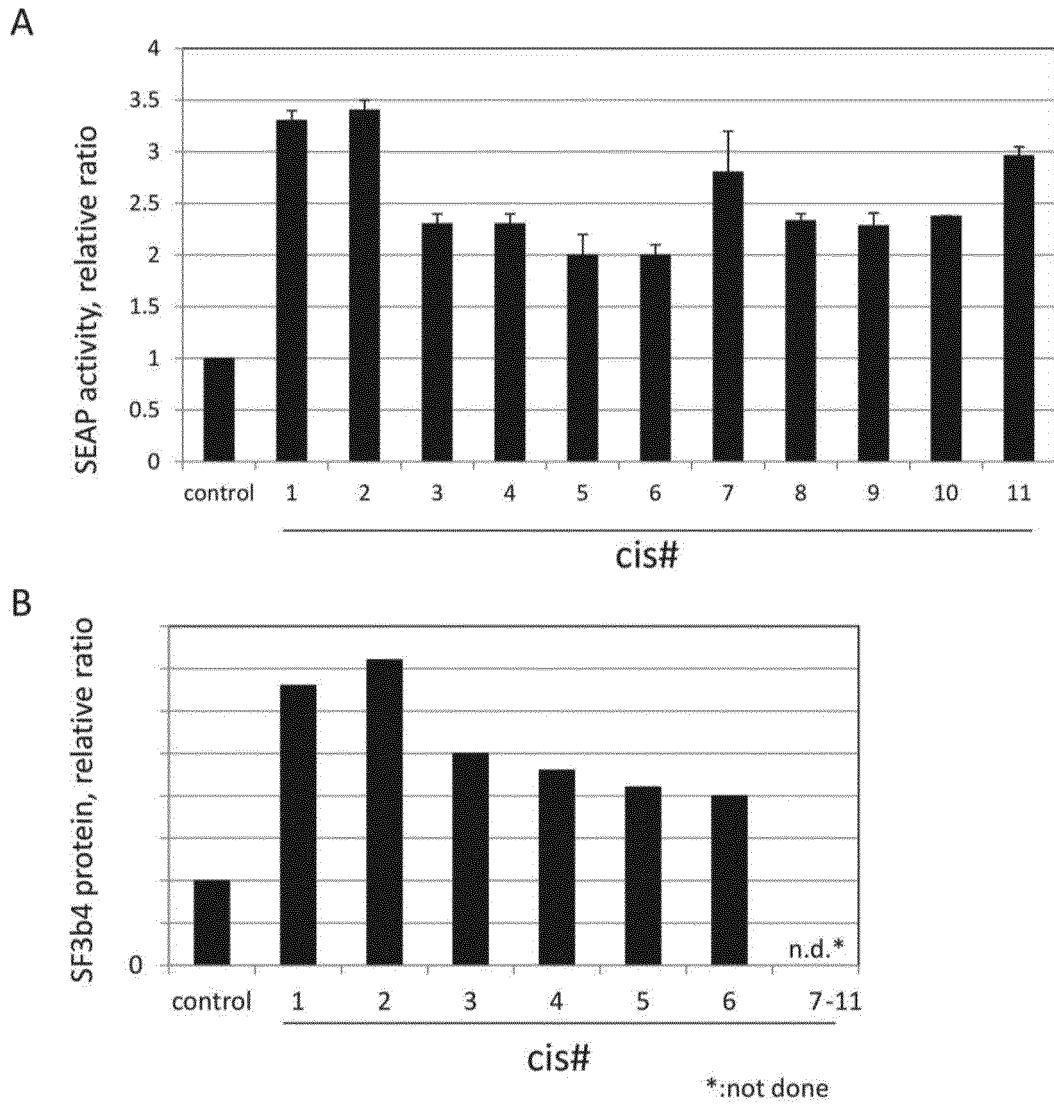 A
SEAP activity, relative ratio
4
3.5
3
2.5
2
1.5
1
0.5
0
control 1 2 3 4 5 6 7 8 9 10 11
cis#
B
SF3b4 protein, relative ratio
0
n.d.*
control 1 2 3 4 5 6 7-11
cis#
*:not done